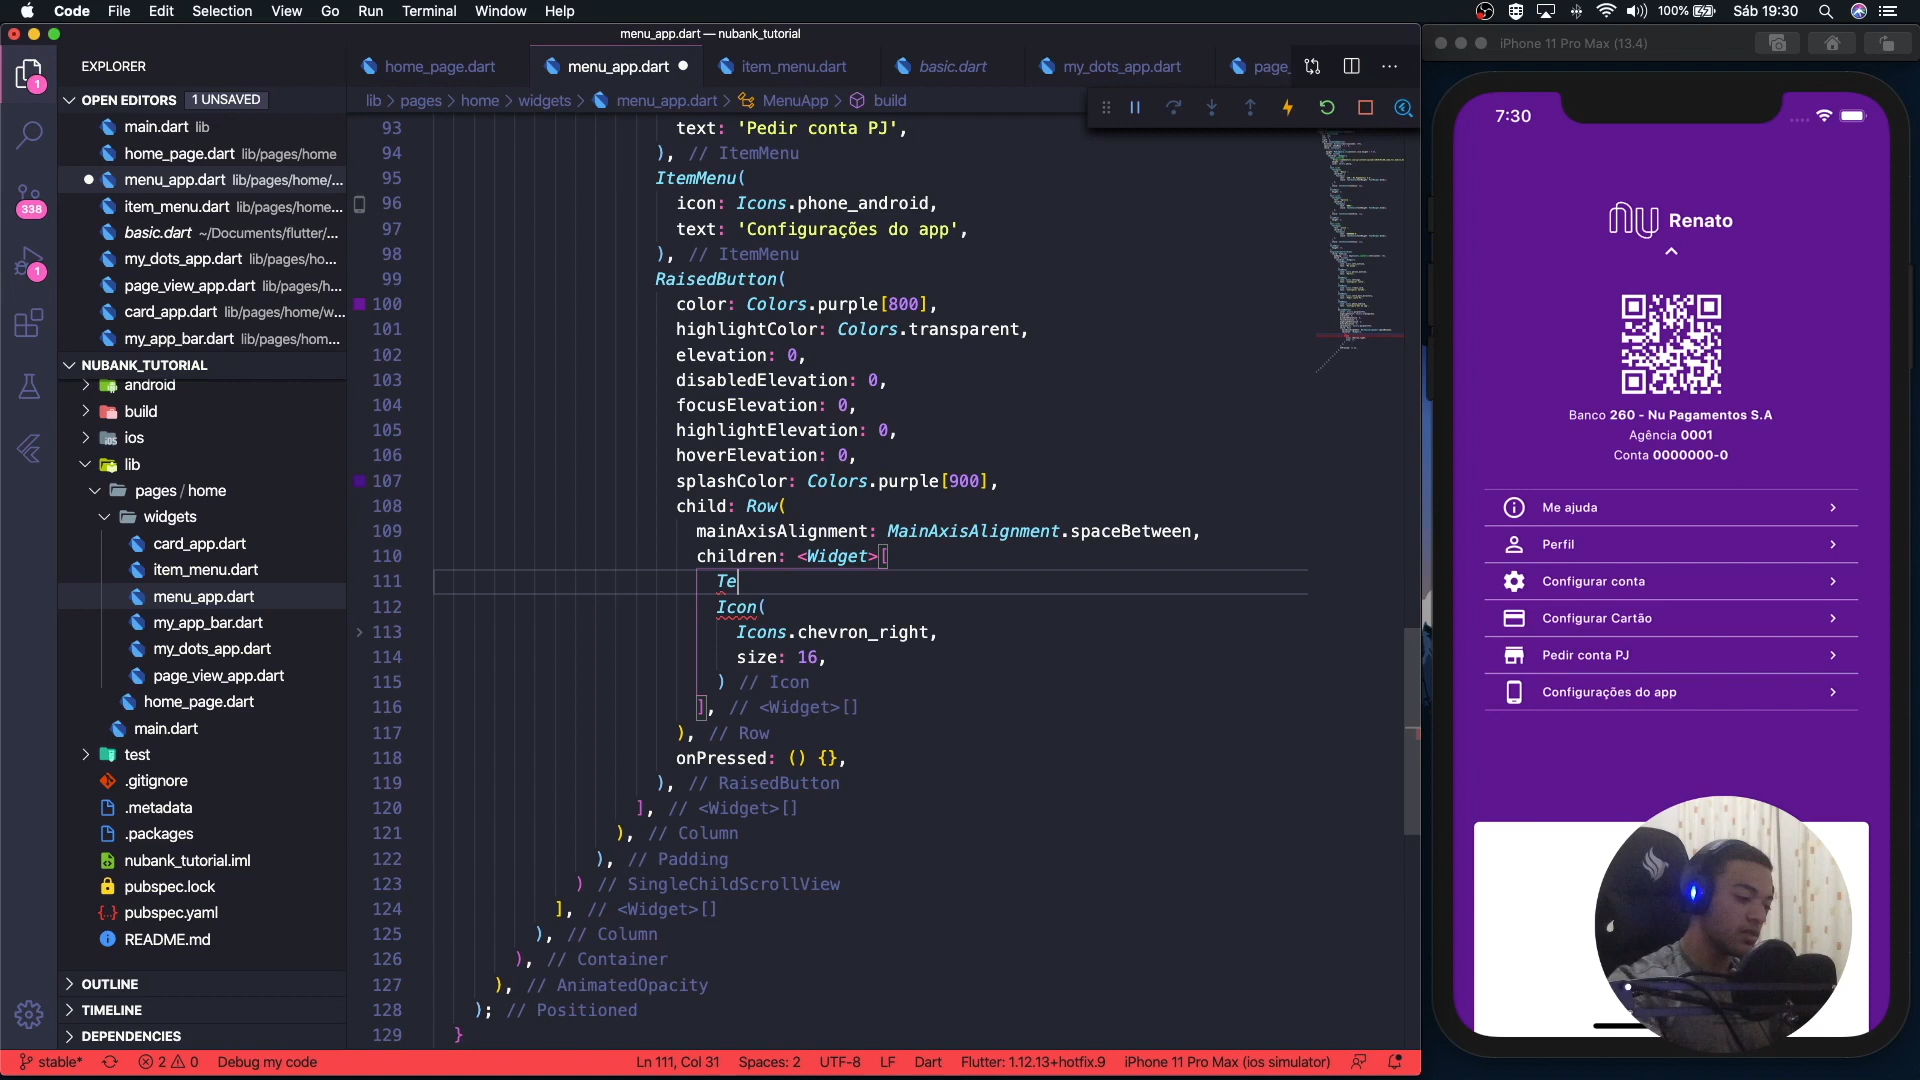 Code File Edit Selection View Go Run Terminal Window Help
100% Sáb 19:30
menu_app.dart — nubank_tutorial
iPhone 11 Pro Max (13.4)
EXPLORER
home_page.dart menu_app.dart item_menu.dart basic.dart my_dots_app.dart page_
OPEN EDITORS 1 UNSAVED
lib > pages > home > widgets > menu_app.dart > MenuApp > build
main.dart lib
home_page.dart lib/pages/home
menu_app.dart lib/pages/home/...
item_menu.dart lib/pages/home...
basic.dart ~/Documents/flutter/...
my_dots_app.dart lib/pages/ho...
page_view_app.dart lib/pages/h...
card_app.dart lib/pages/home/w...
my_app_bar.dart lib/pages/hom...
NUBANK_TUTORIAL
android
build
ios
lib
pages / home
widgets
card_app.dart
item_menu.dart
menu_app.dart
my_app_bar.dart
my_dots_app.dart
page_view_app.dart
home_page.dart
main.dart
test
.gitignore
.metadata
.packages
nubank_tutorial.iml
pubspec.lock
pubspec.yaml
README.md
OUTLINE
TIMELINE
DEPENDENCIES
1
338
1
93 text: 'Pedir conta PJ',
94 ), // ItemMenu
95 ItemMenu(
96 icon: Icons.phone_android,
97 text: 'Configurações do app',
98 ), // ItemMenu
99 RaisedButton(
100 color: Colors.purple[800],
101 highlightColor: Colors.transparent,
102 elevation: 0,
103 disabledElevation: 0,
104 focusElevation: 0,
105 highlightElevation: 0,
106 hoverElevation: 0,
107 splashColor: Colors.purple[900],
108 child: Row(
109 mainAxisAlignment: MainAxisAlignment.spaceBetween,
110 children: <Widget>[
111 Te
112 Icon(
113 Icons.chevron_right,
114 size: 16,
115 ) // Icon
116 ], // <Widget>[]
117 ), // Row
118 onPressed: () {},
119 ), // RaisedButton
120 ], // <Widget>[]
121 ), // Column
122 ), // Padding
123 ) // SingleChildScrollView
124 ], // <Widget>[]
125 ), // Column
126 ), // Container
127 ), // AnimatedOpacity
128 ); // Positioned
129 }
stable* 2 0 Debug my code Ln 111, Col 31 Spaces: 2 UTF-8 LF Dart Flutter: 1.12.13+hotfix.9 iPhone 11 Pro Max (ios simulator)
7:30
nu Renato
Banco 260 - Nu Pagamentos S.A
Agência 0001
Conta 0000000-0
Me ajuda
Perfil
Configurar conta
Configurar Cartão
Pedir conta PJ
Configurações do app